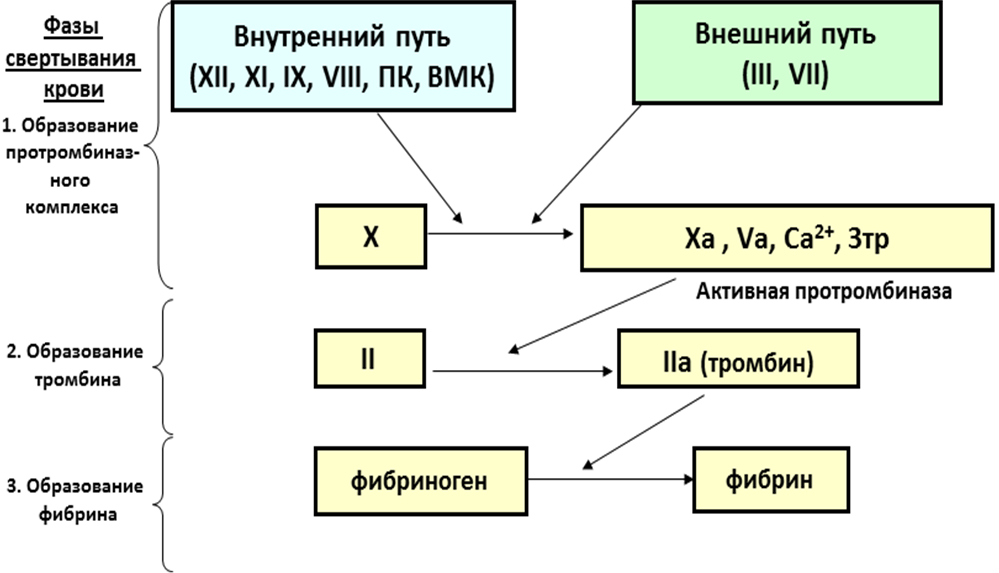 Фазы
свертывания
крови
Внутренний путь
(XII, XI, IX, VIII, ПК, ВМК)
Внешний путь
(III, VII)
1. Образование
протромбиназ-
ного
комплекса
X
Xa , Va, Ca²⁺, 3тр
Активная протромбиназа
2. Образование
тромбина
II
IIa (тромбин)
3. Образование
фибрина
фибриноген
фибрин